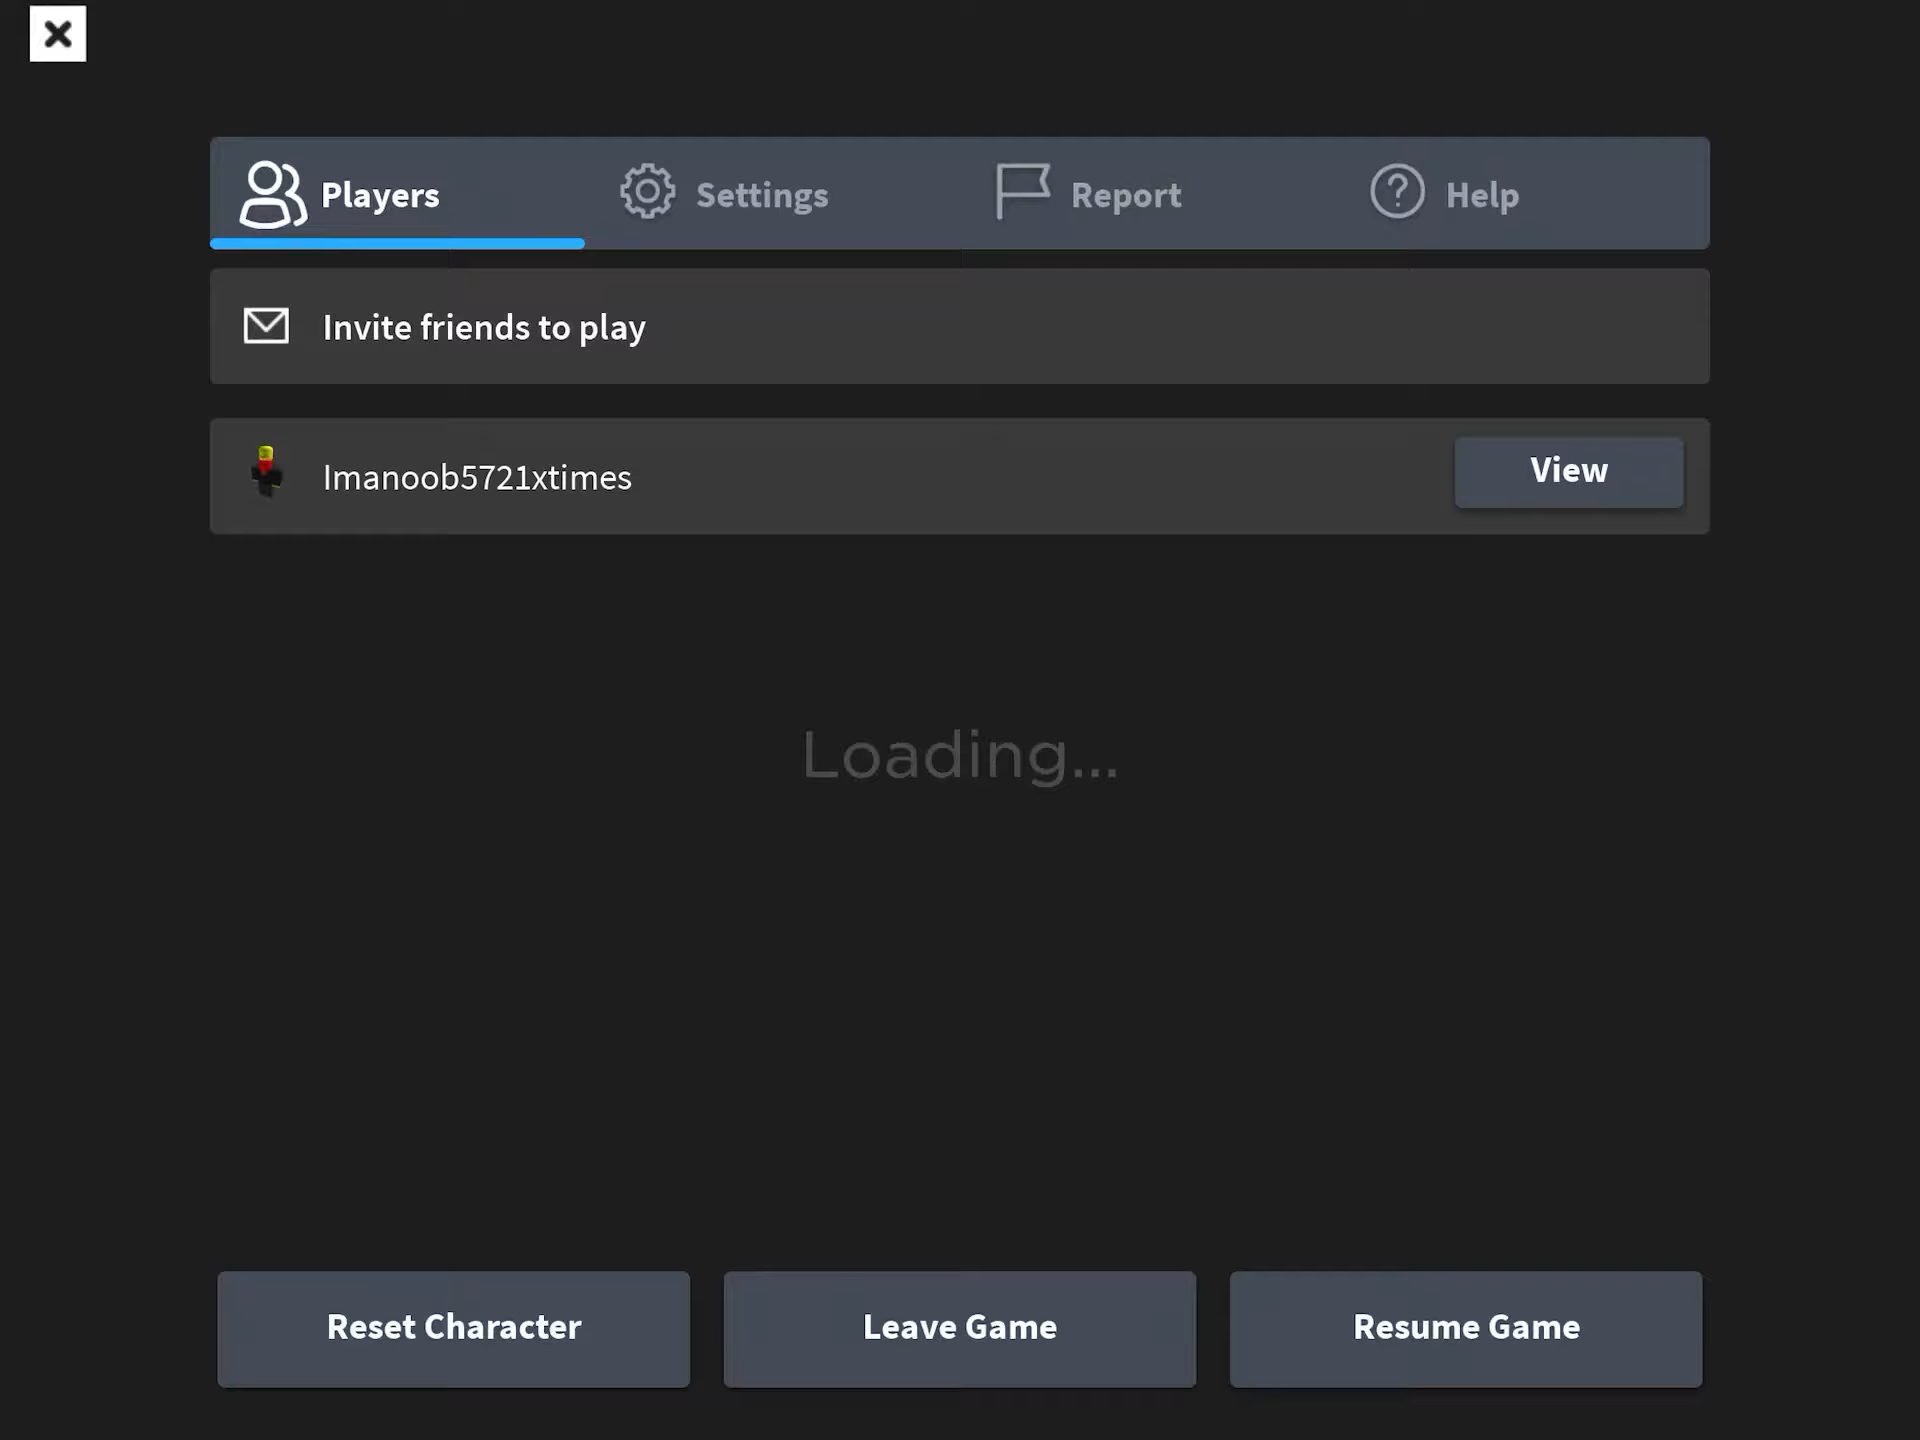 Players
Settings
Report
Help
Invite friends to play
Imanoob5721xtimes
View
Loading...
Reset Character
Leave Game
Resume Game